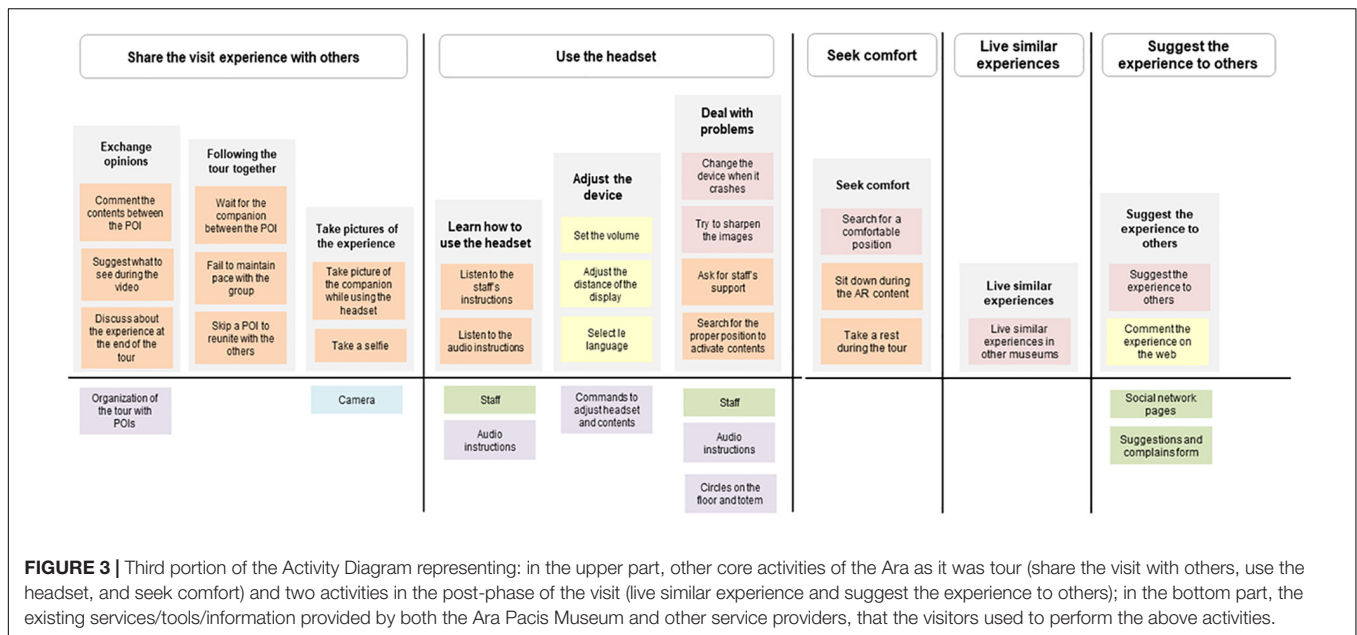 Share the visit experience with others
Use the headset
Seek comfort
Live similar
experiences
Suggest the
experience to others
Exchange
opinions
Comment the
contents between
the POI
Suggest what to
see during the
video
Discuss about
the experience at
the end of the
tour
Following the
tour together
Wait for the
companion
between the POI
Fail to maintain
pace with the
group
Skip a POI to
reunite with the
others
Take pictures
of the experience
Take picture of
the companion
while using the
headset
Take a selfie
Learn how to
use the headset
Listen to the
staff's
instructions
Listen to the
audio instructions
Adjust the
device
Set the volume
Adjust the
distance of the
display
Select le
language
Deal with
problems
Change the
device when it
crashes
Try to sharpen
the images
Ask for staff's
support
Search for the
proper position to
activate contents
Seek comfort
Search for a
comfortable
position
Sit down during
the AR content
Take a rest
during the tour
Live similar
experiences
Live similar
experiences in
other museums
Suggest the
experience to
others
Suggest the
experience to
others
Comment the
experience on
the web
Organization of
the tour with
POIs
Camera
Staff
Audio
instructions
Commands to
adjust headset
and contents
Staff
Audio
instructions
Circles on the
floor and totem
Social network
pages
Suggestions and
complains form
FIGURE 3 | Third portion of the Activity Diagram representing: in the upper part, other core activities of the Ara as it was tour (share the visit with others, use the
headset, and seek comfort) and two activities in the post-phase of the visit (live similar experience and suggest the experience to others); in the bottom part, the
existing services/tools/information provided by both the Ara Pacis Museum and other service providers, that the visitors used to perform the above activities.